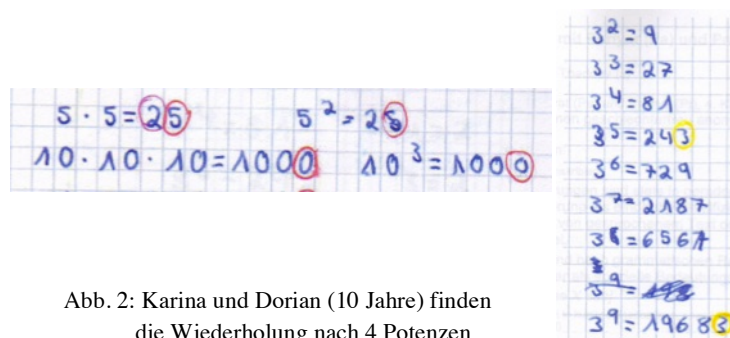 5 · 5 = 25
5² = 25
10 · 10 · 10 = 1000
10³ = 1000
3² = 9
3³ = 27
3⁴ = 81
3⁵ = 243
3⁶ = 729
3⁷ = 2187
3⁸ = 6561
3⁹ =
3⁹ = 19683
Abb. 2: Karina und Dorian (10 Jahre) finden
die Wiederholung nach 4 Potenzen